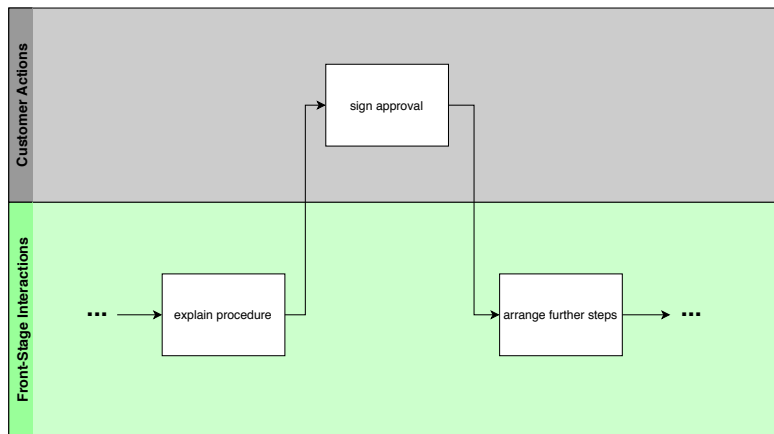 Customer Actions
sign approval
Front-Stage Interactions
...
explain procedure
arrange further steps
...